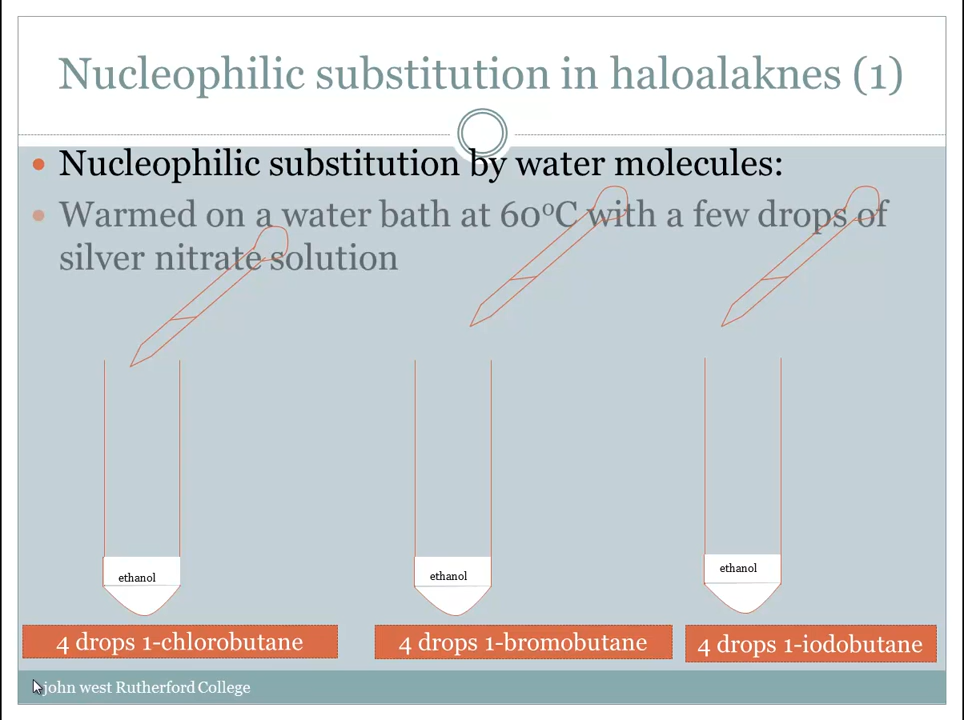 Nucleophilic substitution in haloalaknes (1)
Nucleophilic substitution by water molecules:
Warmed on a water bath at 60°C with a few drops of
silver nitrate solution
ethanol
ethanol
ethanol
4 drops 1-chlorobutane
4 drops 1-bromobutane
4 drops 1-iodobutane
john west Rutherford College